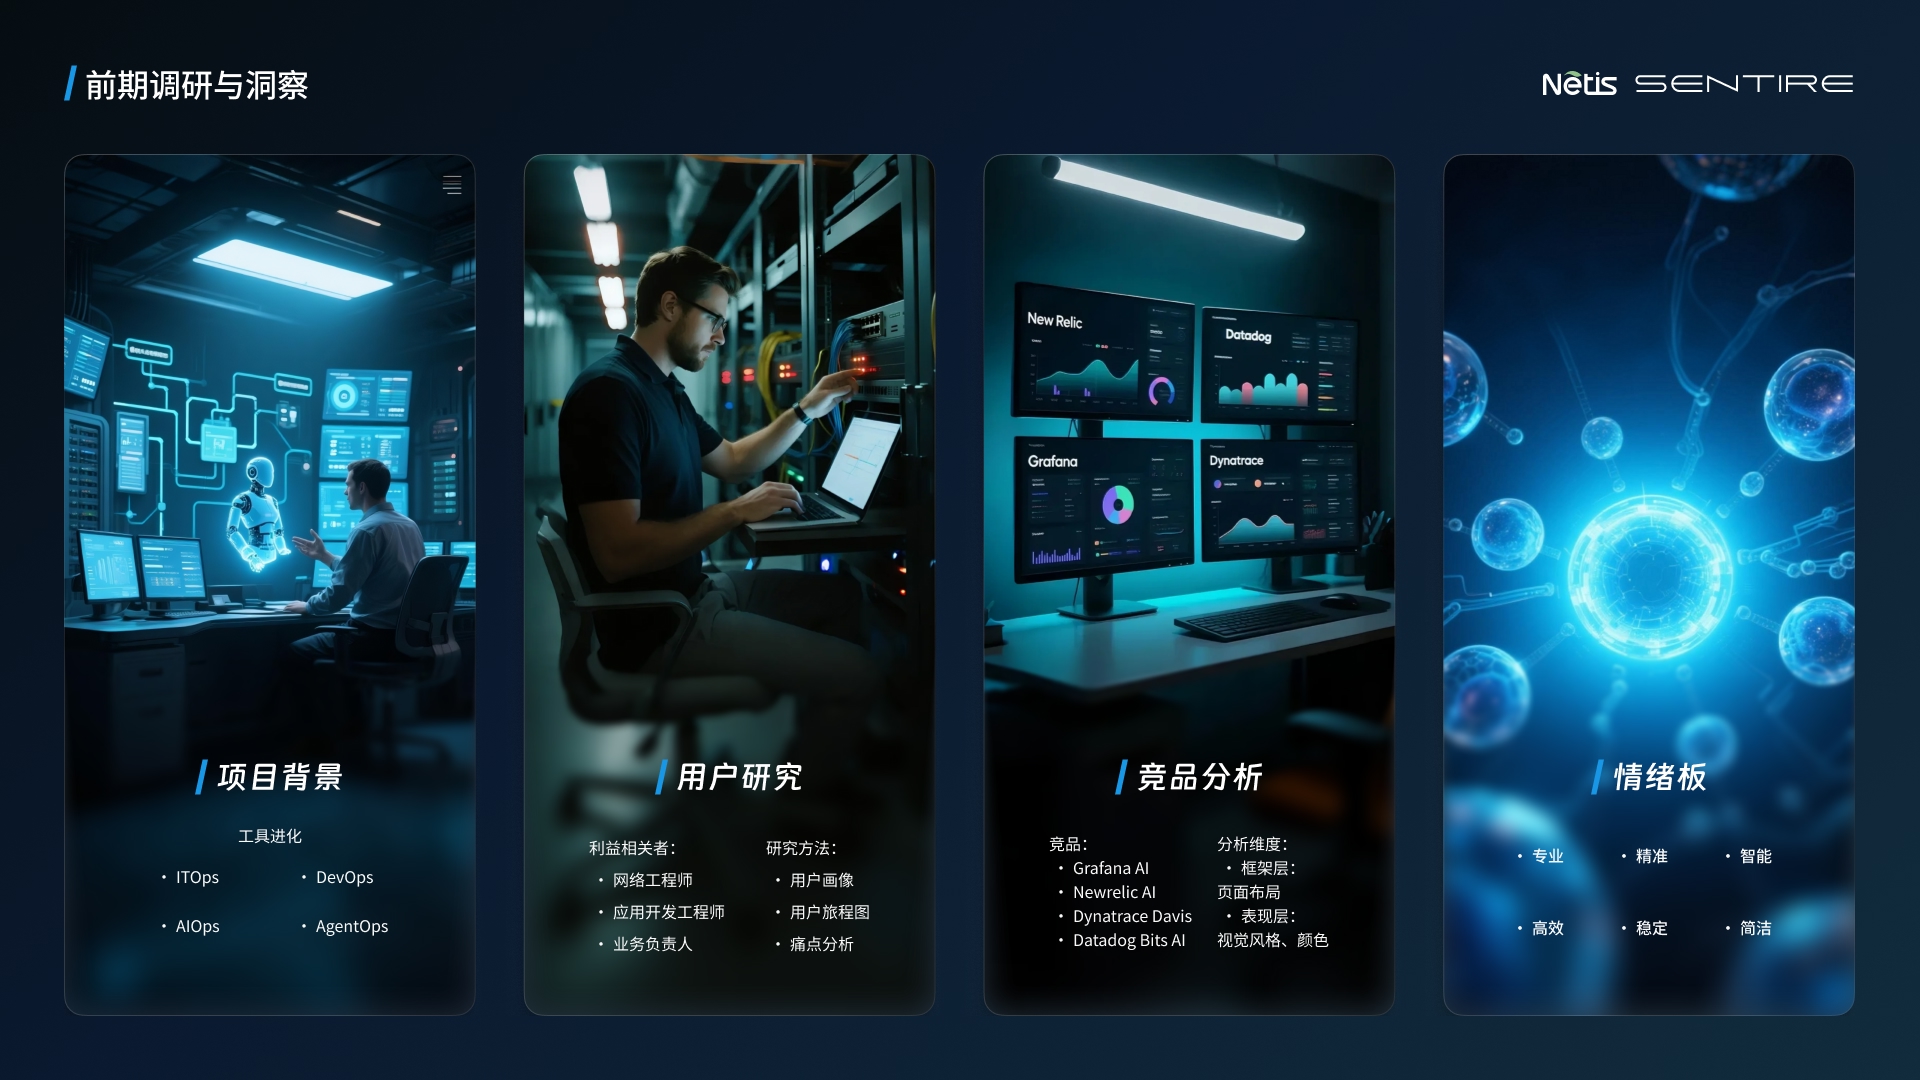 前期调研与洞察
Netis SENTIRE
项目背景
工具进化
• ITOps
• DevOps
• AIOps
• AgentOps
用户研究
利益相关者：
• 网络工程师
• 应用开发工程师
• 业务负责人
研究方法：
• 用户画像
• 用户旅程图
• 痛点分析
New Relic
Datadog
Grafana
Dynatrace
竞品分析
竞品：
• Grafana AI
• Newrelic AI
• Dynatrace Davis
• Datadog Bits AI
分析维度：
• 框架层：
页面布局
• 表现层：
视觉风格、颜色
情绪板
• 专业
• 精准
• 智能
• 高效
• 稳定
• 简洁